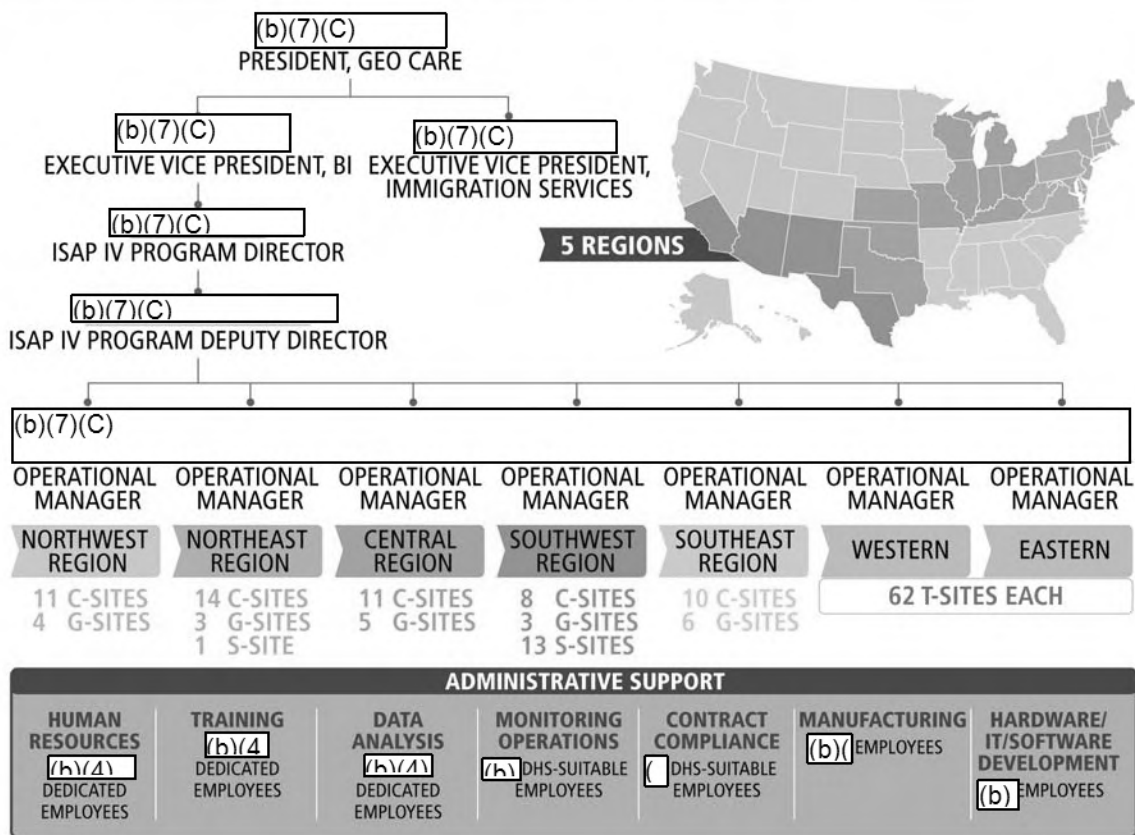 (b)(7)(C)
PRESIDENT, GEO CARE
(b)(7)(C)
EXECUTIVE VICE PRESIDENT, BI
(b)(7)(C)
EXECUTIVE VICE PRESIDENT,
IMMIGRATION SERVICES
(b)(7)(C)
ISAP IV PROGRAM DIRECTOR
(b)(7)(C)
ISAP IV PROGRAM DEPUTY DIRECTOR
5 REGIONS
(b)(7)(C)
OPERATIONAL
MANAGER
NORTHWEST
REGION
11 C-SITES
4 G-SITES
OPERATIONAL
MANAGER
NORTHEAST
REGION
14 C-SITES
3 G-SITES
1 S-SITE
OPERATIONAL
MANAGER
CENTRAL
REGION
11 C-SITES
5 G-SITES
OPERATIONAL
MANAGER
SOUTHWEST
REGION
8 C-SITES
3 G-SITES
13 S-SITES
OPERATIONAL
MANAGER
SOUTHEAST
REGION
10 C-SITES
6 G-SITES
OPERATIONAL
MANAGER
WESTERN
OPERATIONAL
MANAGER
EASTERN
62 T-SITES EACH
ADMINISTRATIVE SUPPORT
HUMAN
RESOURCES
(b)(4)
DEDICATED
EMPLOYEES
TRAINING
(b)(4
DEDICATED
EMPLOYEES
DATA
ANALYSIS
(b)(4)
DEDICATED
EMPLOYEES
MONITORING
OPERATIONS
(b) DHS-SUITABLE
EMPLOYEES
CONTRACT
COMPLIANCE
( DHS-SUITABLE
EMPLOYEES
MANUFACTURING
(b)( EMPLOYEES
HARDWARE/
IT/SOFTWARE
DEVELOPMENT
(b) EMPLOYEES